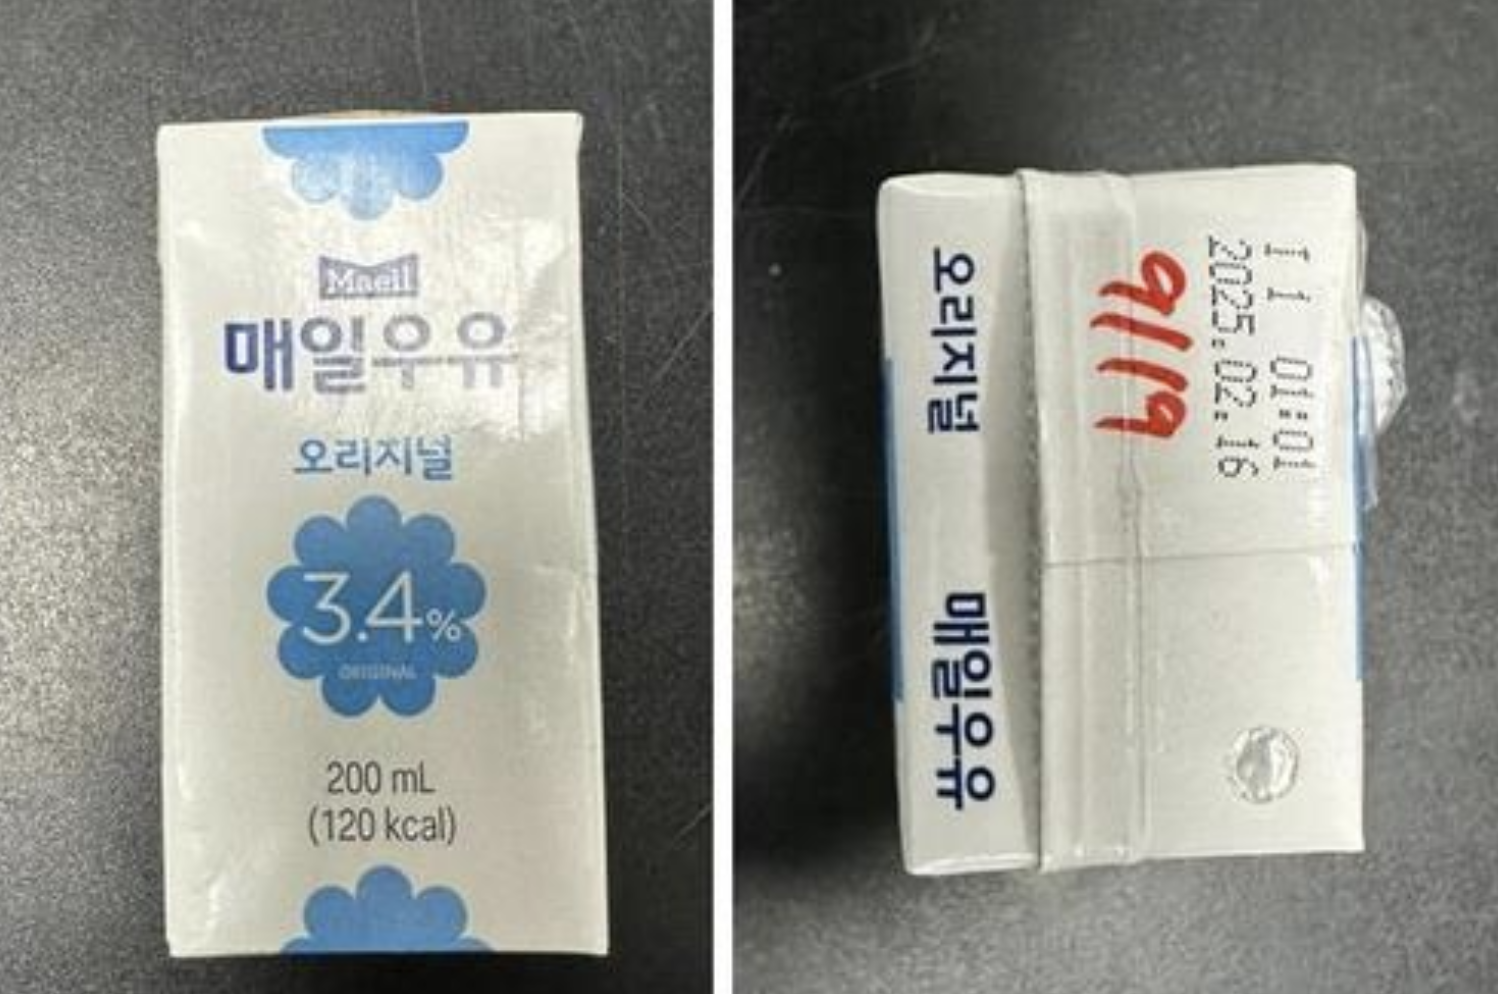 Maeil
매일우유
오리지널
3.4%
ORIGINAL
200 mL
(120 kcal)
11 01:01
2025.02.16
9/19
오리지널 매일우유